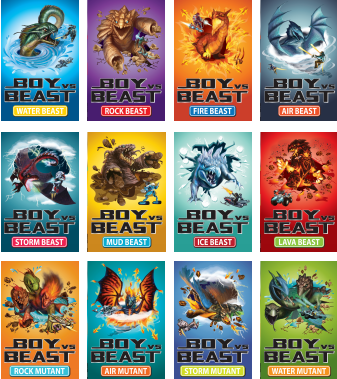 BOY VS
BEAST
WATER BEAST
BOY VS
BEAST
ROCK BEAST
BOY VS
BEAST
FIRE BEAST
BOY VS
BEAST
AIR BEAST
BOY VS
BEAST
STORM BEAST
BOY VS
BEAST
MUD BEAST
BOY VS
BEAST
ICE BEAST
BOY VS
BEAST
LAVA BEAST
BOY VS
BEAST
ROCK MUTANT
BOY VS
BEAST
AIR MUTANT
BOY VS
BEAST
STORM MUTANT
BOY VS
BEAST
WATER MUTANT